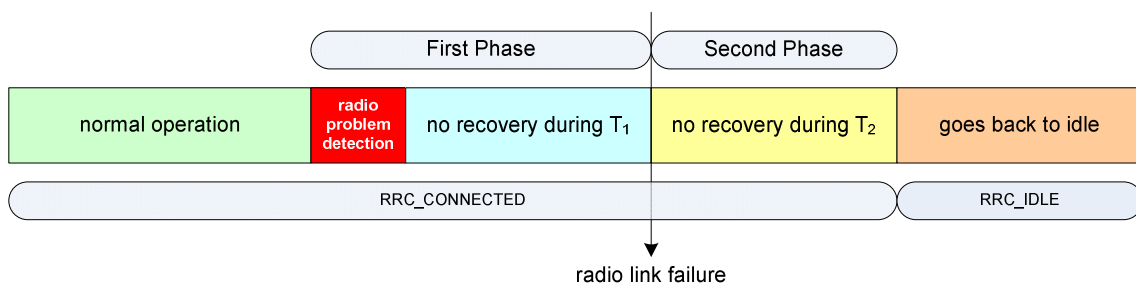 First Phase
Second Phase
normal operation
radio
problem
detection
no recovery during T₁
no recovery during T₂
goes back to idle
RRC_CONNECTED
RRC_IDLE
radio link failure